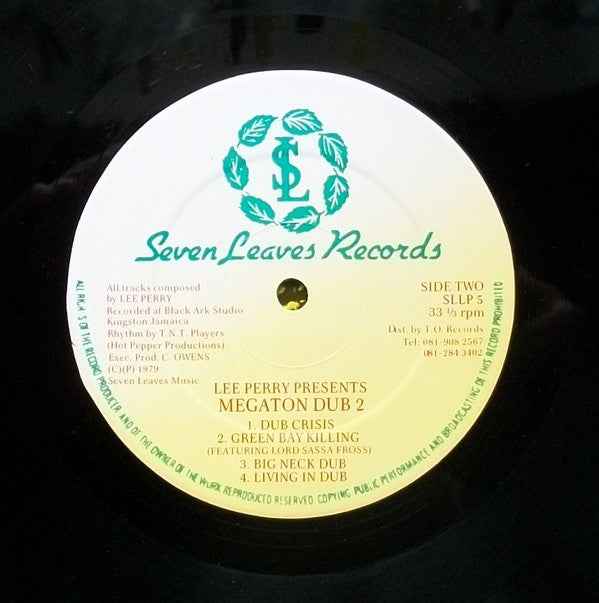 SL
Seven Leaves Records
All tracks composed
by LEE PERRY
Recorded at Black Ark Studio
Kingston Jamaica
Rhythm by T.N.T. Players
(Hot Pepper Productions)
Exec. Prod: C. OWENS
(C)(P) 1979
Seven Leaves Music
SIDE TWO
SLLP 5
33 ⅓ rpm
Dist. by T.O. Records
Tel: 081-908 2567
081-284 3402
LEE PERRY PRESENTS
MEGATON DUB 2
1. DUB CRISIS
2. GREEN BAY KILLING
(FEATURING LORD SASSA FROSS)
3. BIG NECK DUB
4. LIVING IN DUB
OF THE RECORD PRODUCER AND OF THE OWNER OF THE WORK REPRODUCED RESERVED COPYING PUBLIC PERFORMANCE AND BROADCASTING OF THIS RECORD PROHIBITED